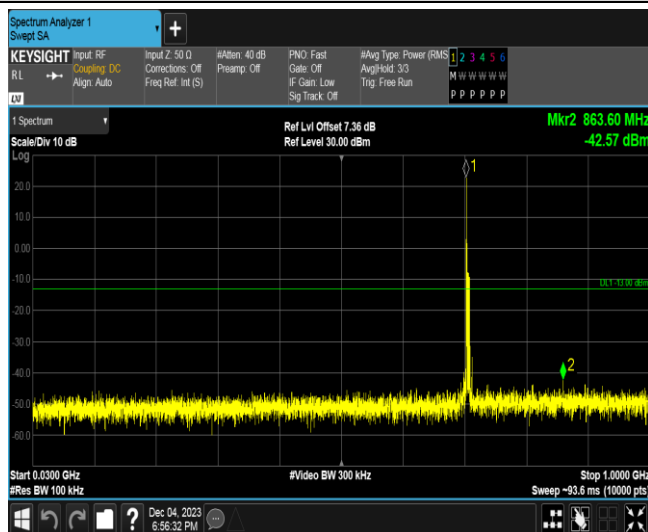 Spectrum Analyzer 1
Swept SA
KEYSIGHT
RL
LXI
Input: RF
Coupling: DC
Align: Auto
Input Z: 50 Ω
Corrections: Off
Freq Ref: Int (S)
#Atten: 40 dB
Preamp: Off
PNO: Fast
Gate: Off
IF Gain: Low
Sig Track: Off
#Avg Type: Power (RMS
Avg|Hold: 3/3
Trig: Free Run
1 2 3 4 5 6
M W W W W W
P P P P P P
1 Spectrum
Scale/Div 10 dB
Ref Lvl Offset 7.36 dB
Ref Level 30.00 dBm
Mkr2 863.60 MHz
-42.57 dBm
Log
1
20.0
10.0
0.00
-10.0
DL1 -13.00 dBm
-20.0
-30.0
-40.0
2
-50.0
-60.0
Start 0.0300 GHz
#Res BW 100 kHz
#Video BW 300 kHz
Stop 1.0000 GHz
Sweep ~93.6 ms (10000 pts)
?
Dec 04, 2023
6:56:32 PM